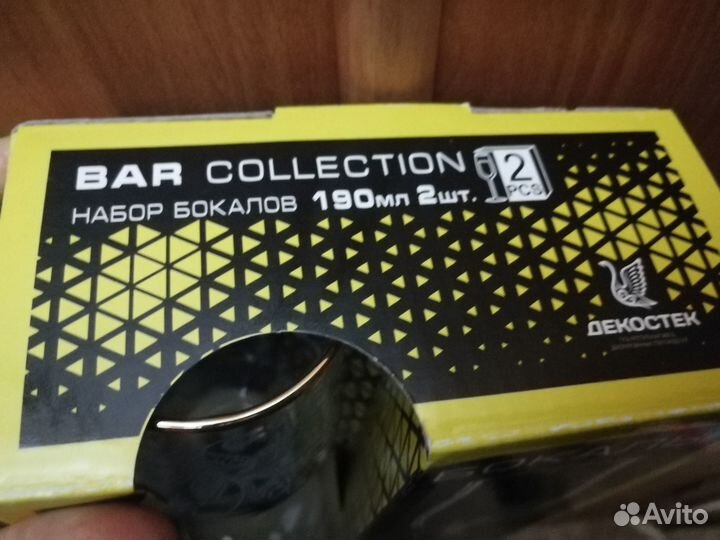 BAR COLLECTION
НАБОР БОКАЛОВ 190мл 2шт.
2
PCS
ДЕКОСТЕК
Avito